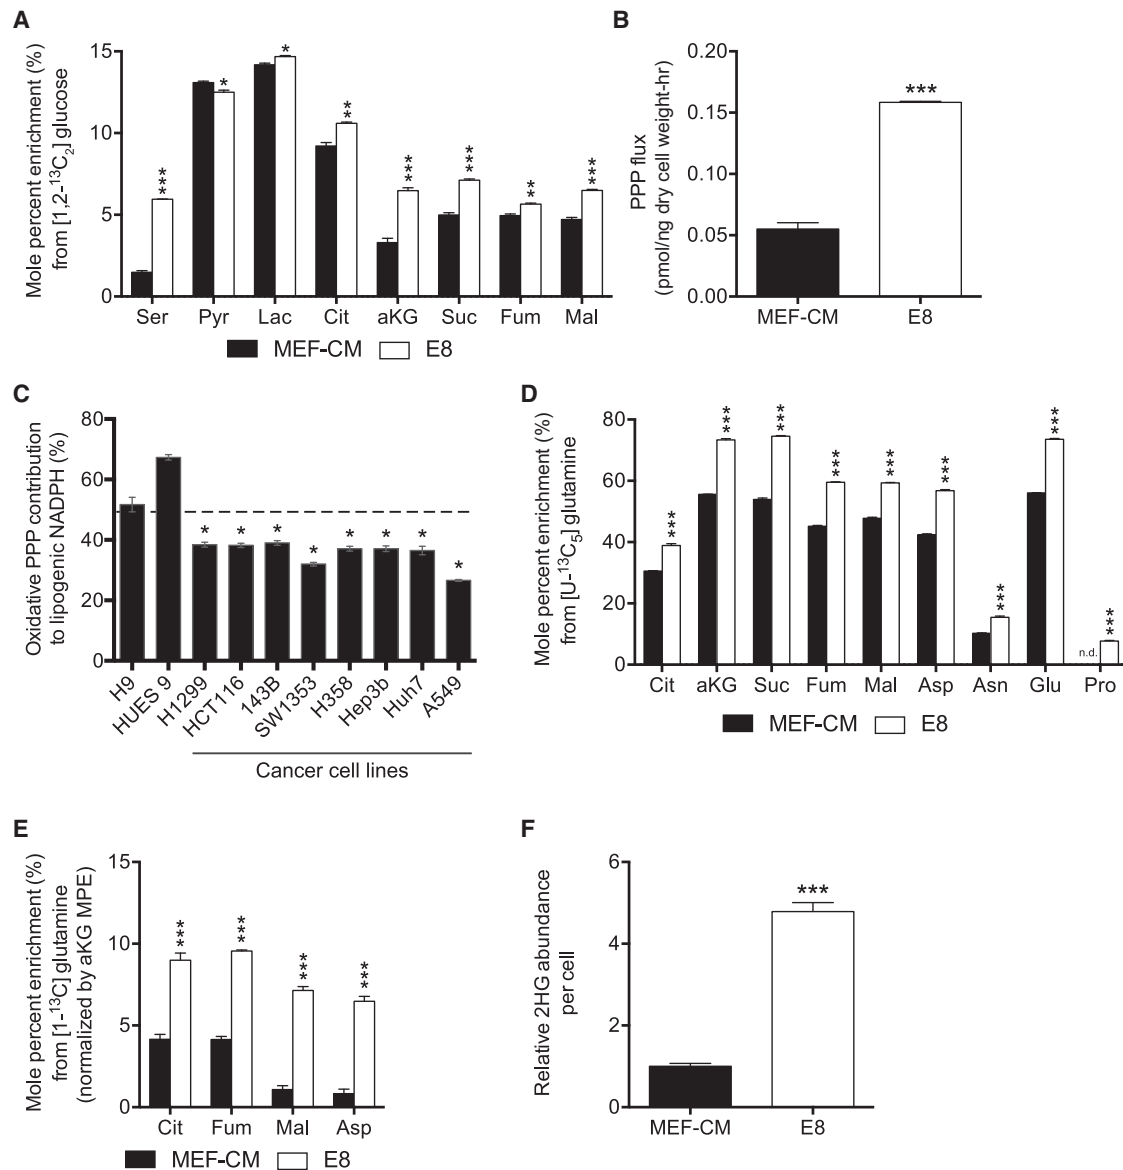 A
Mole percent enrichment (%)
from [1,2-¹³C₂] glucose
15
10
5
0
***
*
*
**
***
***
**
***
Ser Pyr Lac Cit aKG Suc Fum Mal
MEF-CM E8
B
PPP flux
(pmol/ng dry cell weight-hr)
0.20
0.15
0.10
0.05
0.00
***
MEF-CM E8
C
Oxidative PPP contribution
to lipogenic NADPH (%)
80
60
40
20
0
* * * * * * * *
H9 HUES 9 H1299 HCT116 143B SW1353 H358 Hep3b Huh7 A549
Cancer cell lines
D
Mole percent enrichment (%)
from [U-¹³C₅] glutamine
80
60
40
20
0
***
***
***
***
***
***
***
***
n.d.
***
Cit aKG Suc Fum Mal Asp Asn Glu Pro
MEF-CM E8
E
Mole percent enrichment (%)
from [1-¹³C] glutamine
(normalized by aKG MPE)
15
10
5
0
***
***
***
***
Cit Fum Mal Asp
MEF-CM E8
F
Relative 2HG abundance
per cell
6
4
2
0
***
MEF-CM E8